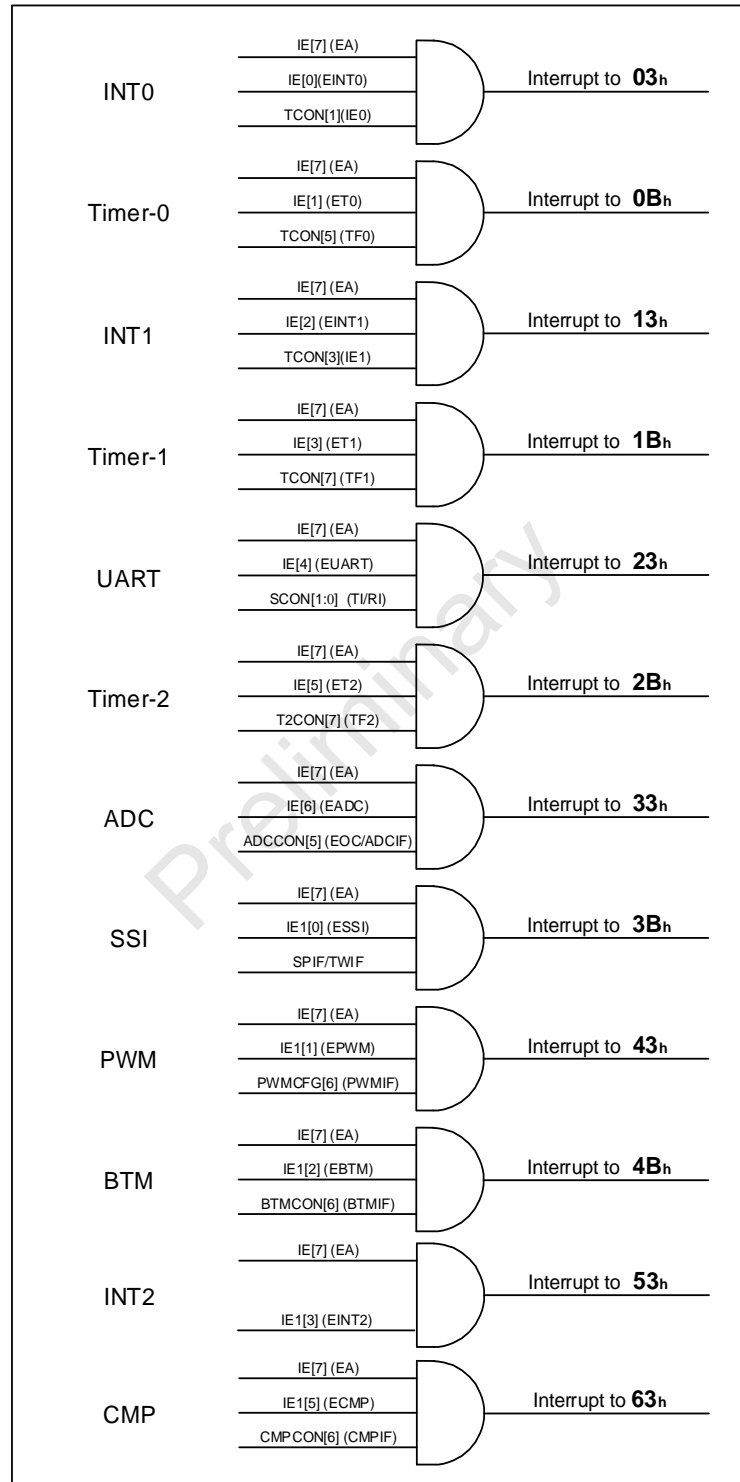 IE[7] (EA)
INT0
IE[0](EINT0)
Interrupt to 03h
TCON[1](IE0)
IE[7] (EA)
Timer-0
IE[1] (ET0)
Interrupt to 0Bh
TCON[5] (TF0)
IE[7] (EA)
INT1
IE[2] (EINT1)
Interrupt to 13h
TCON[3](IE1)
IE[7] (EA)
Timer-1
IE[3] (ET1)
Interrupt to 1Bh
TCON[7] (TF1)
IE[7] (EA)
UART
IE[4] (EUART)
Interrupt to 23h
SCON[1:0] (TI/RI)
IE[7] (EA)
Timer-2
IE[5] (ET2)
Interrupt to 2Bh
T2CON[7] (TF2)
IE[7] (EA)
ADC
IE[6] (EADC)
Interrupt to 33h
ADCCON[5] (EOC/ADCIF)
IE[7] (EA)
SSI
IE1[0] (ESSI)
Interrupt to 3Bh
SPIF/TWIF
IE[7] (EA)
PWM
IE1[1] (EPWM)
Interrupt to 43h
PWMCFG[6] (PWMIF)
IE[7] (EA)
BTM
IE1[2] (EBTM)
Interrupt to 4Bh
BTMCON[6] (BTMIF)
IE[7] (EA)
INT2
Interrupt to 53h
IE1[3] (EINT2)
IE[7] (EA)
CMP
IE1[5] (ECMP)
Interrupt to 63h
CMPCON[6] (CMPIF)
Preliminary